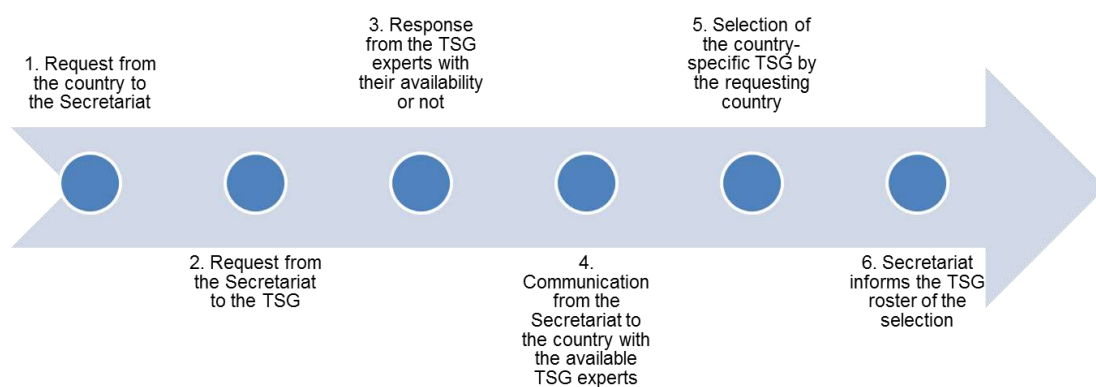 1. Request from
the country to
the Secretariat
2. Request from
the Secretariat
to the TSG
3. Response
from the TSG
experts with
their availability
or not
4.
Communication
from the
Secretariat to
the country with
the available
TSG experts
5. Selection of
the country-
specific TSG by
the requesting
country
6. Secretariat
informs the TSG
roster of the
selection